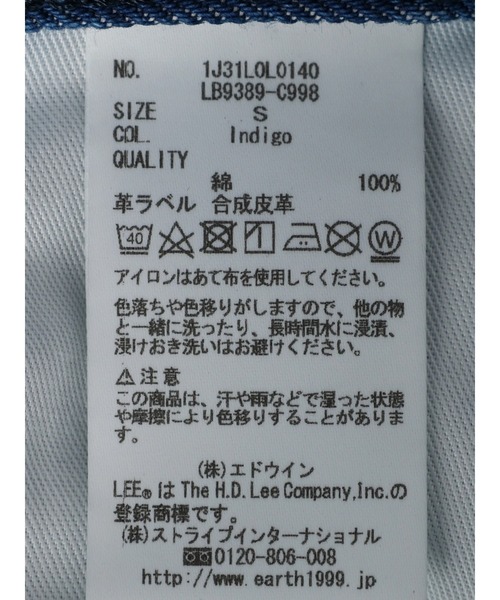 NO. 1J31L0L0140
LB9389-C998
SIZE S
COL. Indigo
QUALITY
綿 100%
革ラベル 合成皮革
40 W
アイロンはあて布を使用してください。
色落ちや色移りがしますので、他の物
と一緒に洗ったり、長時間水に浸漬、
浸けおき洗いはお避けください。
⚠ 注意
この商品は、汗や雨などで湿った状態
や摩擦により色移りすることがありま
す。
(株)エドウイン
LEE® は The H.D. Lee Company,Inc.の
登録商標です。
(株)ストライプインターナショナル
0120-806-008
http://www.earth1999.jp